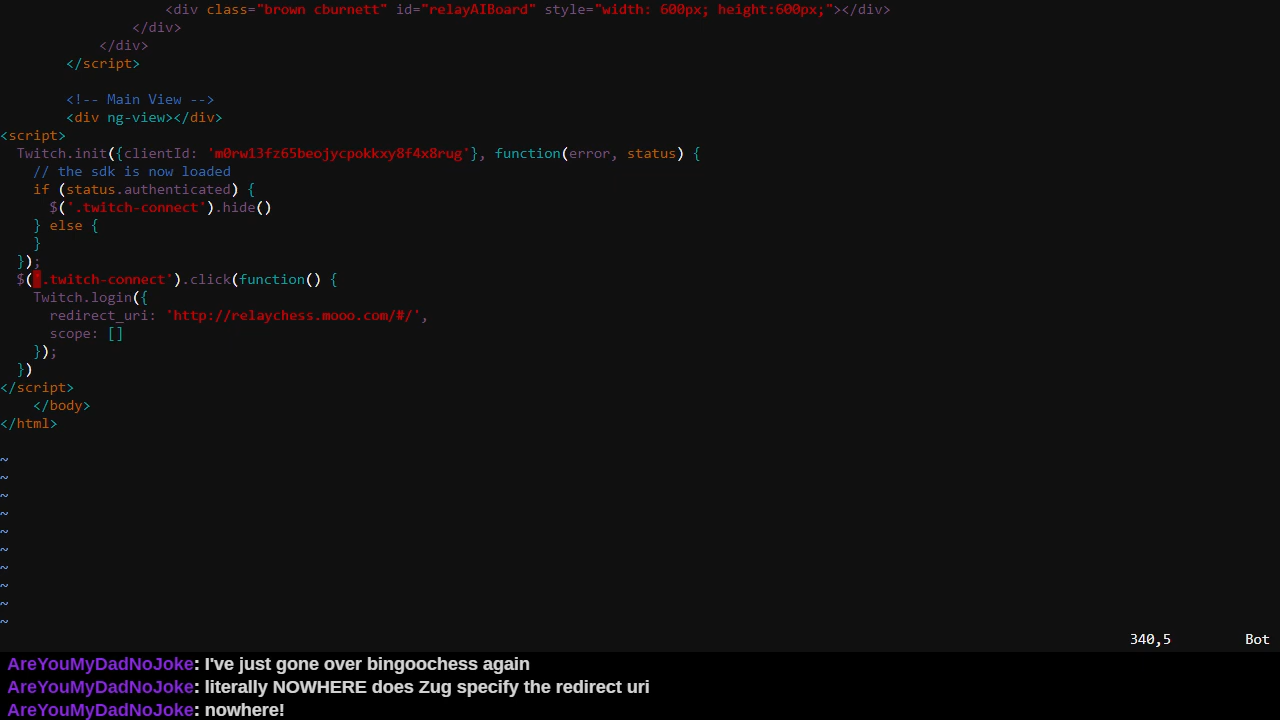 <div class="brown cburnett" id="relayAIBoard" style="width: 600px; height:600px;"></div>
</div>
</div>
</script>
<!-- Main View -->
<div ng-view></div>
<script>
Twitch.init({clientId: 'm0rw13fz65beojycpokkxy8f4x8rug'}, function(error, status) {
// the sdk is now loaded
if (status.authenticated) {
$('.twitch-connect').hide()
} else {
}
});
$('.twitch-connect').click(function() {
Twitch.login({
redirect_uri: 'http://relaychess.mooo.com/#/',
scope: []
});
})
</script>
</body>
</html>
~
~
~
~
~
~
~
~
~
~
340,5 Bot
AreYouMyDadNoJoke: I've just gone over bingoochess again
AreYouMyDadNoJoke: literally NOWHERE does Zug specify the redirect uri
AreYouMyDadNoJoke: nowhere!